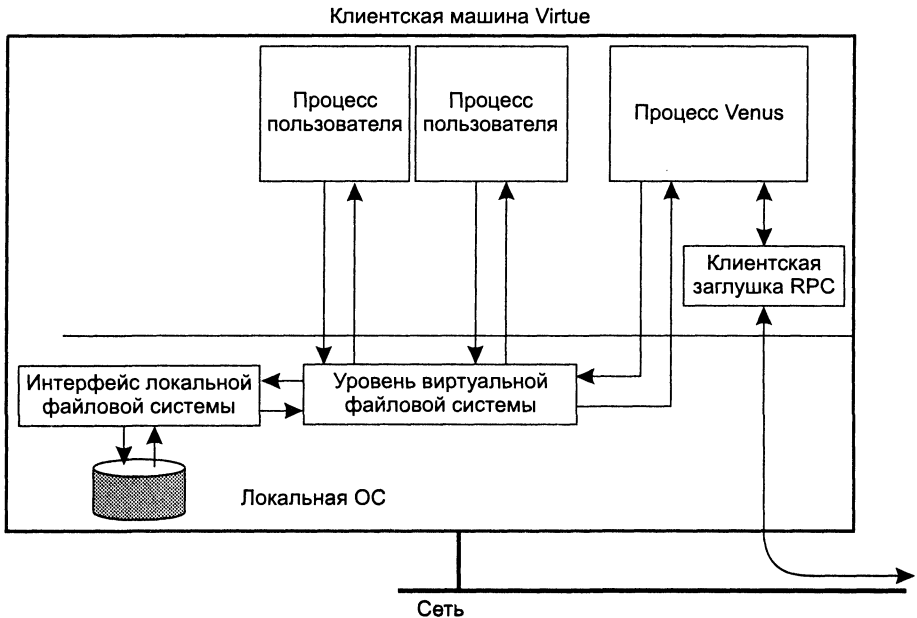 Клиентская машина Virtue
Процесс
пользователя
Процесс
пользователя
Процесс Venus
Клиентская
заглушка RPC
Интерфейс локальной
файловой системы
Уровень виртуальной
файловой системы
Локальная ОС
Сеть